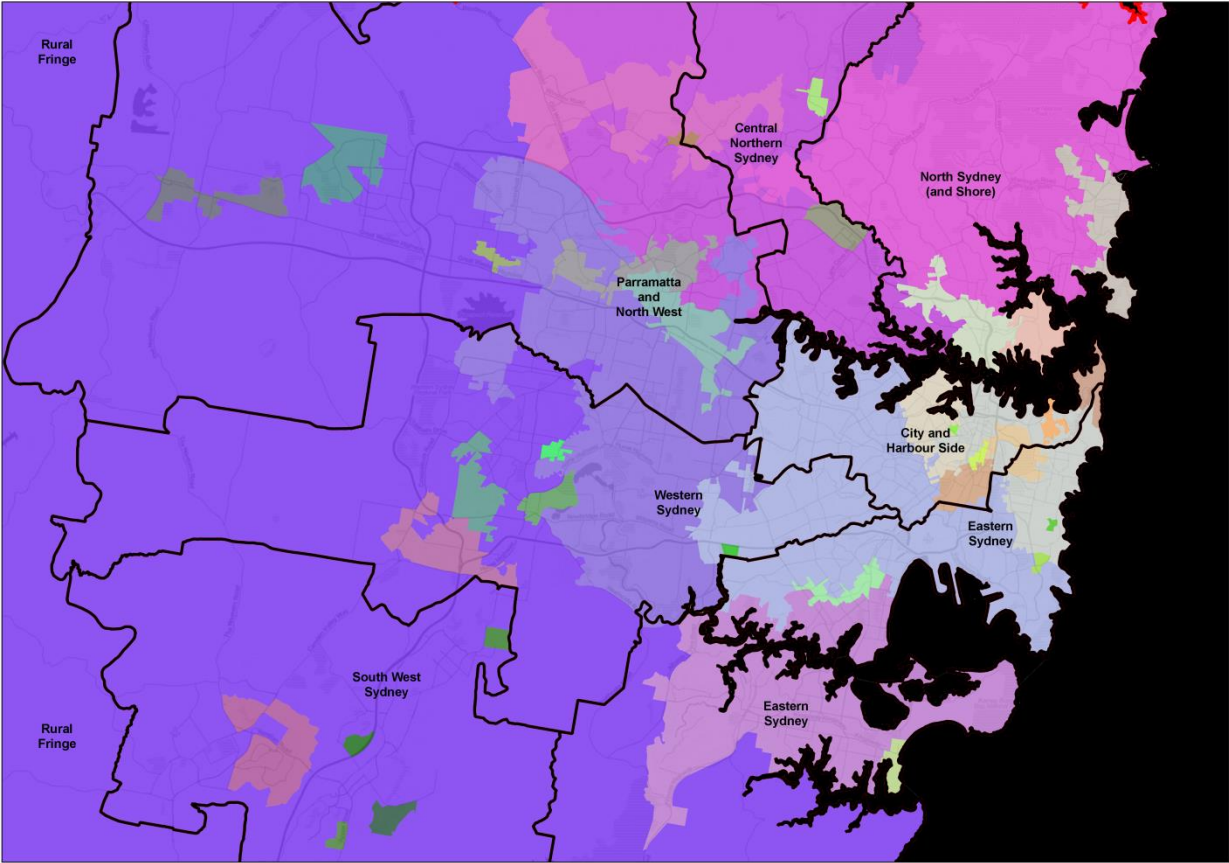 Rural
Fringe
Central
Northern
Sydney
North Sydney
(and Shore)
Parramatta
and
North West
City and
Harbour Side
Western
Sydney
Eastern
Sydney
South West
Sydney
Eastern
Sydney
Rural
Fringe